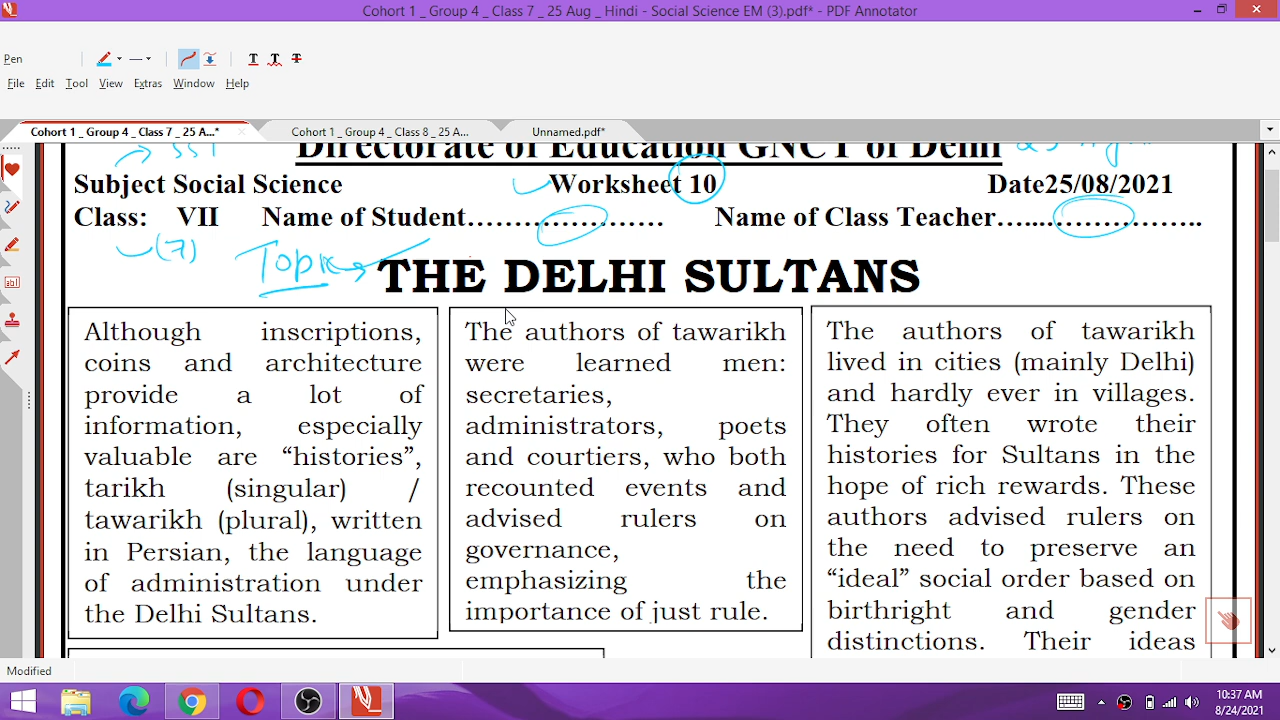 Cohort 1 _ Group 4 _ Class 7 _ 25 Aug _ Hindi - Social Science EM (3).pdf* - PDF Annotator
Pen
T T T
File Edit Tool View Extras Window Help
Cohort 1 _ Group 4 _ Class 7 _ 25 A...* Cohort 1 _ Group 4 _ Class 8 _ 25 A... Unnamed.pdf*
Directorate of Education GNCT of Delhi
Subject Social Science Worksheet 10 Date25/08/2021
Class: VII Name of Student.………………… Name of Class Teacher…...……………..
(7) Topic
THE DELHI SULTANS
Although inscriptions,
coins and architecture
provide a lot of
information, especially
valuable are “histories”,
tarikh (singular) /
tawarikh (plural), written
in Persian, the language
of administration under
the Delhi Sultans.
The authors of tawarikh
were learned men:
secretaries,
administrators, poets
and courtiers, who both
recounted events and
advised rulers on
governance,
emphasizing the
importance of just rule.
The authors of tawarikh
lived in cities (mainly Delhi)
and hardly ever in villages.
They often wrote their
histories for Sultans in the
hope of rich rewards. These
authors advised rulers on
the need to preserve an
“ideal” social order based on
birthright and gender
distinctions. Their ideas
Modified
10:37 AM
8/24/2021